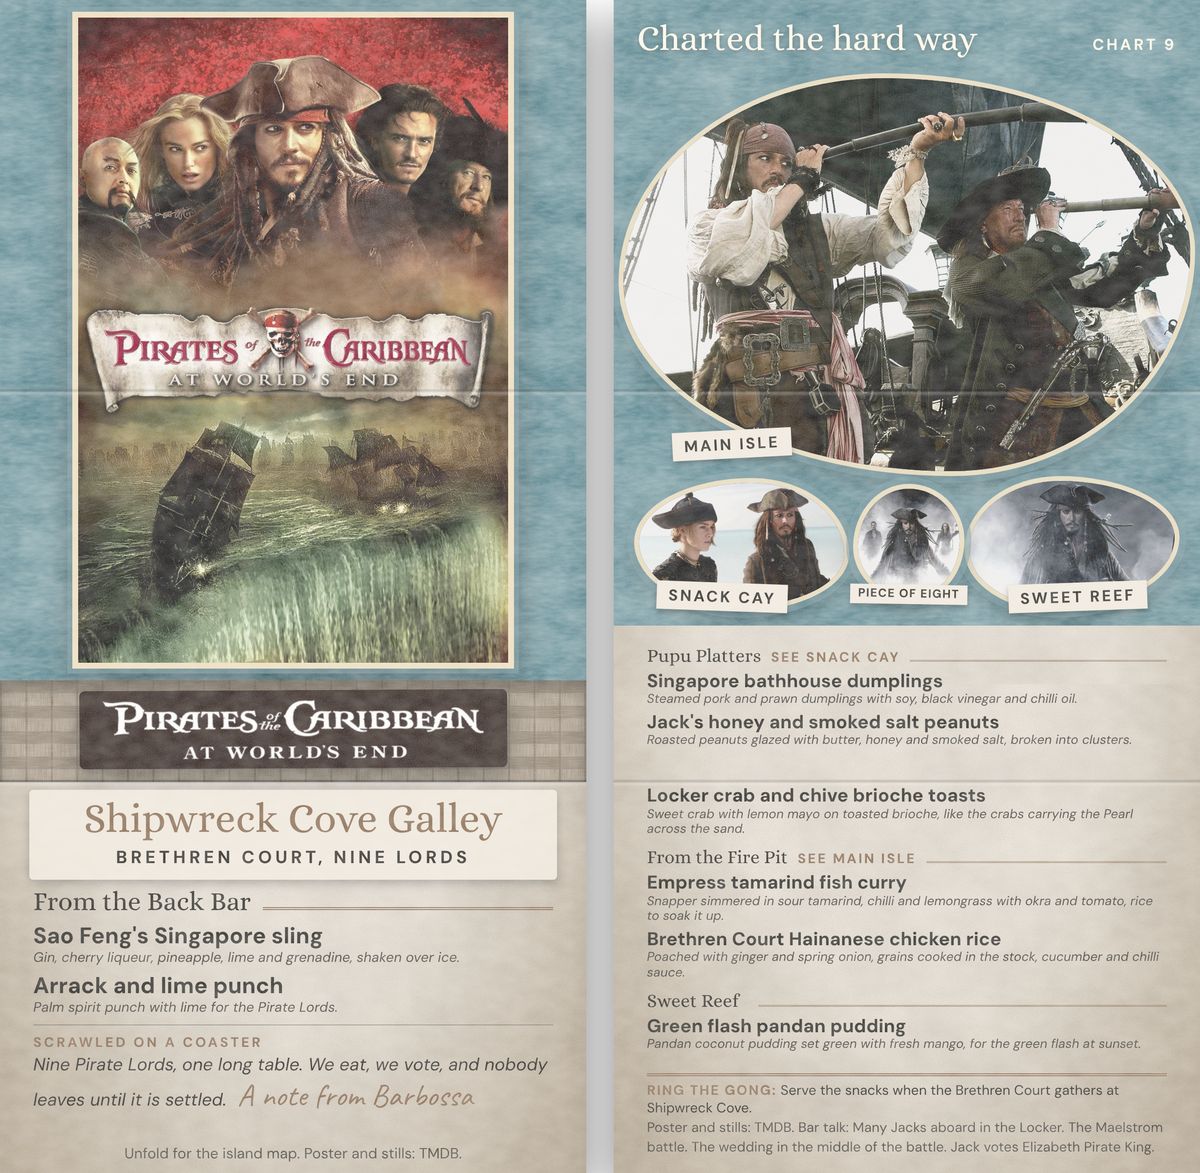 PIRATES of the CARIBBEAN
AT WORLD'S END
PIRATES of the CARIBBEAN
AT WORLD'S END
Shipwreck Cove Galley
BRETHREN COURT, NINE LORDS
From the Back Bar
Sao Feng's Singapore sling
Gin, cherry liqueur, pineapple, lime and grenadine, shaken over ice.
Arrack and lime punch
Palm spirit punch with lime for the Pirate Lords.
SCRAWLED ON A COASTER
Nine Pirate Lords, one long table. We eat, we vote, and nobody
leaves until it is settled. A note from Barbossa
Unfold for the island map. Poster and stills: TMDB.
Charted the hard way
CHART 9
MAIN ISLE
SNACK CAY
PIECE OF EIGHT
SWEET REEF
Pupu Platters SEE SNACK CAY
Singapore bathhouse dumplings
Steamed pork and prawn dumplings with soy, black vinegar and chilli oil.
Jack's honey and smoked salt peanuts
Roasted peanuts glazed with butter, honey and smoked salt, broken into clusters.
Locker crab and chive brioche toasts
Sweet crab with lemon mayo on toasted brioche, like the crabs carrying the Pearl
across the sand.
From the Fire Pit SEE MAIN ISLE
Empress tamarind fish curry
Snapper simmered in sour tamarind, chilli and lemongrass with okra and tomato, rice
to soak it up.
Brethren Court Hainanese chicken rice
Poached with ginger and spring onion, grains cooked in the stock, cucumber and chilli
sauce.
Sweet Reef
Green flash pandan pudding
Pandan coconut pudding set green with fresh mango, for the green flash at sunset.
RING THE GONG: Serve the snacks when the Brethren Court gathers at
Shipwreck Cove.
Poster and stills: TMDB. Bar talk: Many Jacks aboard in the Locker. The Maelstrom
battle. The wedding in the middle of the battle. Jack votes Elizabeth Pirate King.